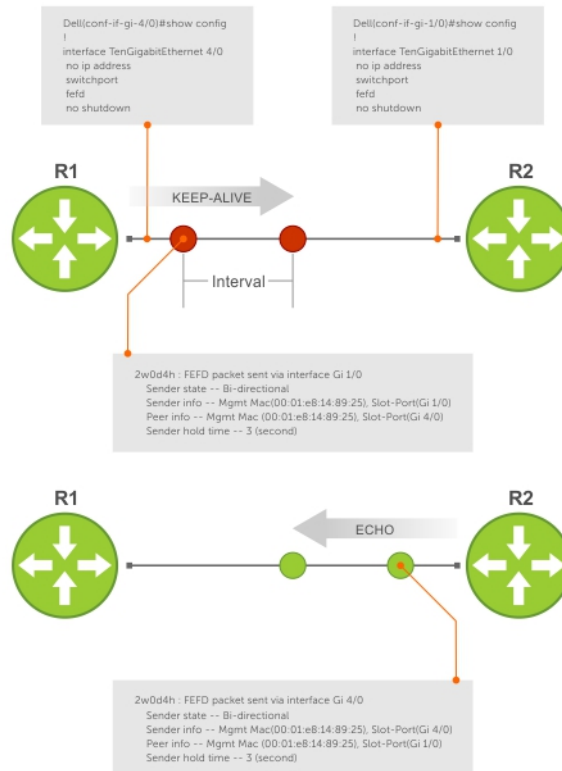 Dell(conf-if-gi-4/0)#show config
!
interface TenGigabitEthernet 4/0
no ip address
switchport
fefd
no shutdown
Dell(conf-if-gi-1/0)#show config
!
interface TenGigabitEthernet 1/0
no ip address
switchport
fefd
no shutdown
R1
R2
KEEP-ALIVE
Interval
2w0d4h : FEFD packet sent via interface Gi 1/0
Sender state -- Bi-directional
Sender info -- Mgmt Mac(00:01:e8:14:89:25), Slot-Port(Gi 1/0)
Peer info -- Mgmt Mac (00:01:e8:14:89:25), Slot-Port(Gi 4/0)
Sender hold time -- 3 (second)
R1
R2
ECHO
2w0d4h : FEFD packet sent via interface Gi 4/0
Sender state -- Bi-directional
Sender info -- Mgmt Mac(00:01:e8:14:89:25), Slot-Port(Gi 4/0)
Peer info -- Mgmt Mac (00:01:e8:14:89:25), Slot-Port(Gi 1/0)
Sender hold time -- 3 (second)